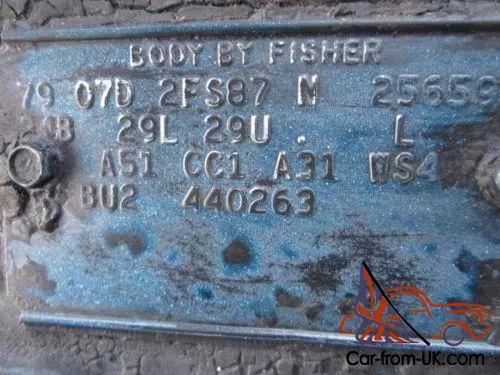 BODY BY FISHER
79 07D 2FS87 N 25659
24B 29L 29U . L
A51 CC1 A31 WS4
BU2 440263
Car-from-UK.com